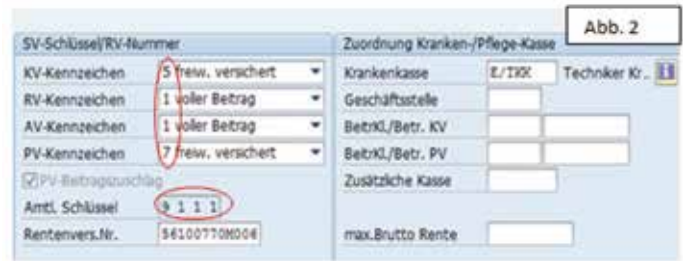 Abb. 2
SV-Schlüssel/RV-Nummer
KV-Kennzeichen 5 freiw. versichert
RV-Kennzeichen 1 voller Beitrag
AV-Kennzeichen 1 voller Beitrag
PV-Kennzeichen 7 freiw. versichert
PV-Beitragszuschlag
Amtl. Schlüssel 9 1 1 1
Rentenvers.Nr. 56100770M006
Zuordnung Kranken-/Pflege-Kasse
Krankenkasse E/TKK Techniker Kr..
Geschäftsstelle
BeitrKl./Betr. KV
BeitrKl./Betr. PV
Zusätzliche Kasse
max.Brutto Rente